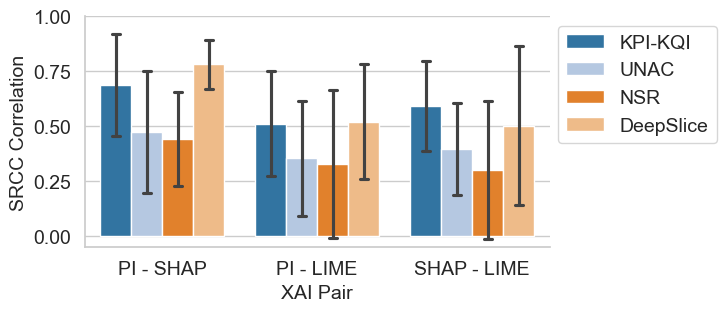 SRCC Correlation
1.00
0.75
0.50
0.25
0.00
PI - SHAP
PI - LIME
SHAP - LIME
XAI Pair
KPI-KQI
UNAC
NSR
DeepSlice